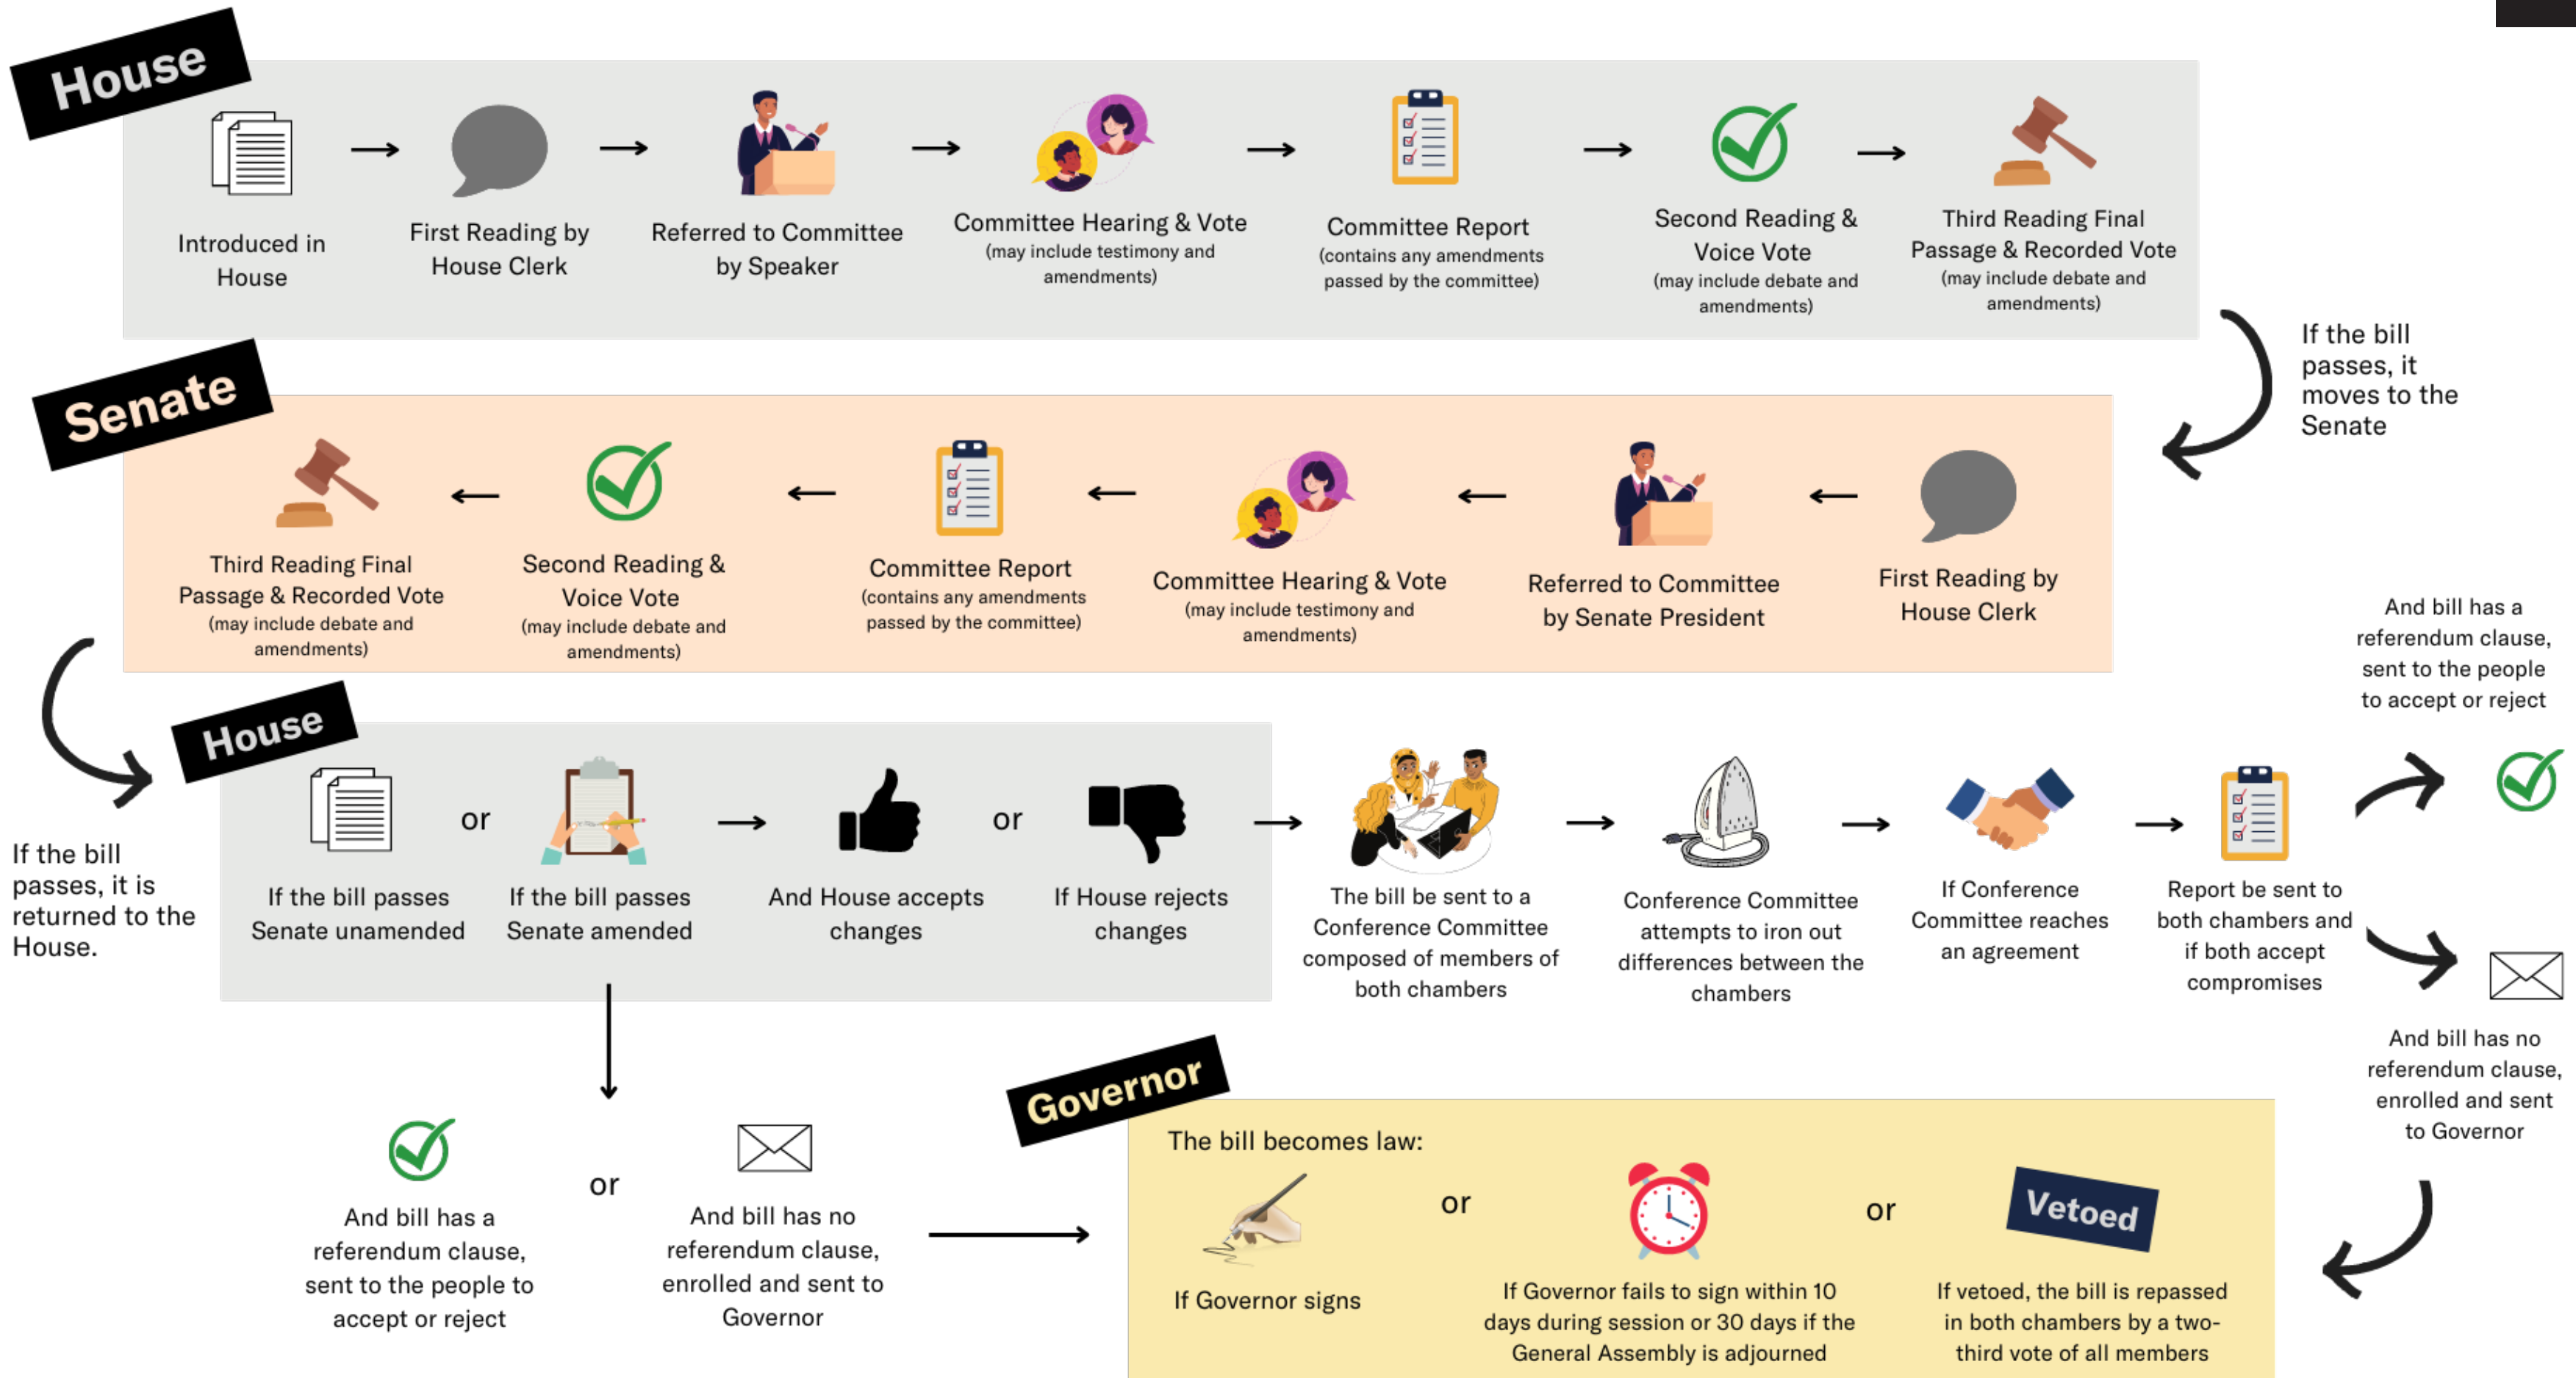 House
Introduced in
House
First Reading by
House Clerk
Referred to Committee
by Speaker
Committee Hearing & Vote
(may include testimony and
amendments)
Committee Report
(contains any amendments
passed by the committee)
Second Reading &
Voice Vote
(may include debate and
amendments)
Third Reading Final
Passage & Recorded Vote
(may include debate and
amendments)
If the bill
passes, it
moves to the
Senate
Senate
Third Reading Final
Passage & Recorded Vote
(may include debate and
amendments)
Second Reading &
Voice Vote
(may include debate and
amendments)
Committee Report
(contains any amendments
passed by the committee)
Committee Hearing & Vote
(may include testimony and
amendments)
Referred to Committee
by Senate President
First Reading by
House Clerk
If the bill
passes, it is
returned to the
House.
House
If the bill passes
Senate unamended
or
If the bill passes
Senate amended
And House accepts
changes
or
If House rejects
changes
The bill be sent to a
Conference Committee
composed of members of
both chambers
Conference Committee
attempts to iron out
differences between the
chambers
If Conference
Committee reaches
an agreement
Report be sent to
both chambers and
if both accept
compromises
And bill has a
referendum clause,
sent to the people
to accept or reject
And bill has no
referendum clause,
enrolled and sent
to Governor
And bill has a
referendum clause,
sent to the people to
accept or reject
or
And bill has no
referendum clause,
enrolled and sent to
Governor
Governor
The bill becomes law:
If Governor signs
or
If Governor fails to sign within 10
days during session or 30 days if the
General Assembly is adjourned
or
Vetoed
If vetoed, the bill is repassed
in both chambers by a two-
third vote of all members